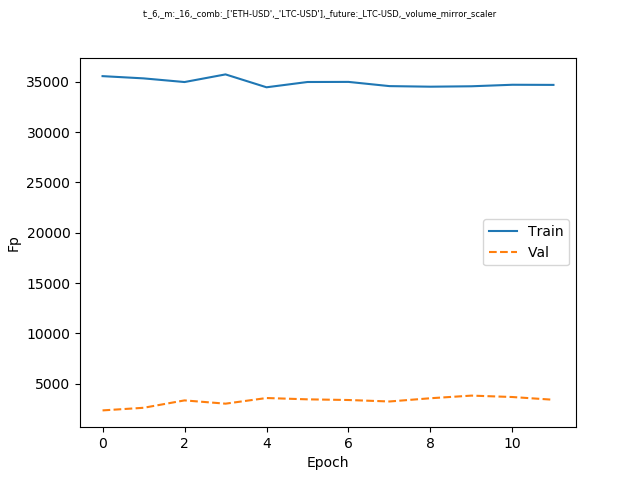 t:_6,_m:_16,_comb:_['ETH-USD',_'LTC-USD'],_future:_LTC-USD,_volume_mirror_scaler
35000
30000
25000
20000
15000
10000
5000
Fp
Train
Val
0 2 4 6 8 10
Epoch